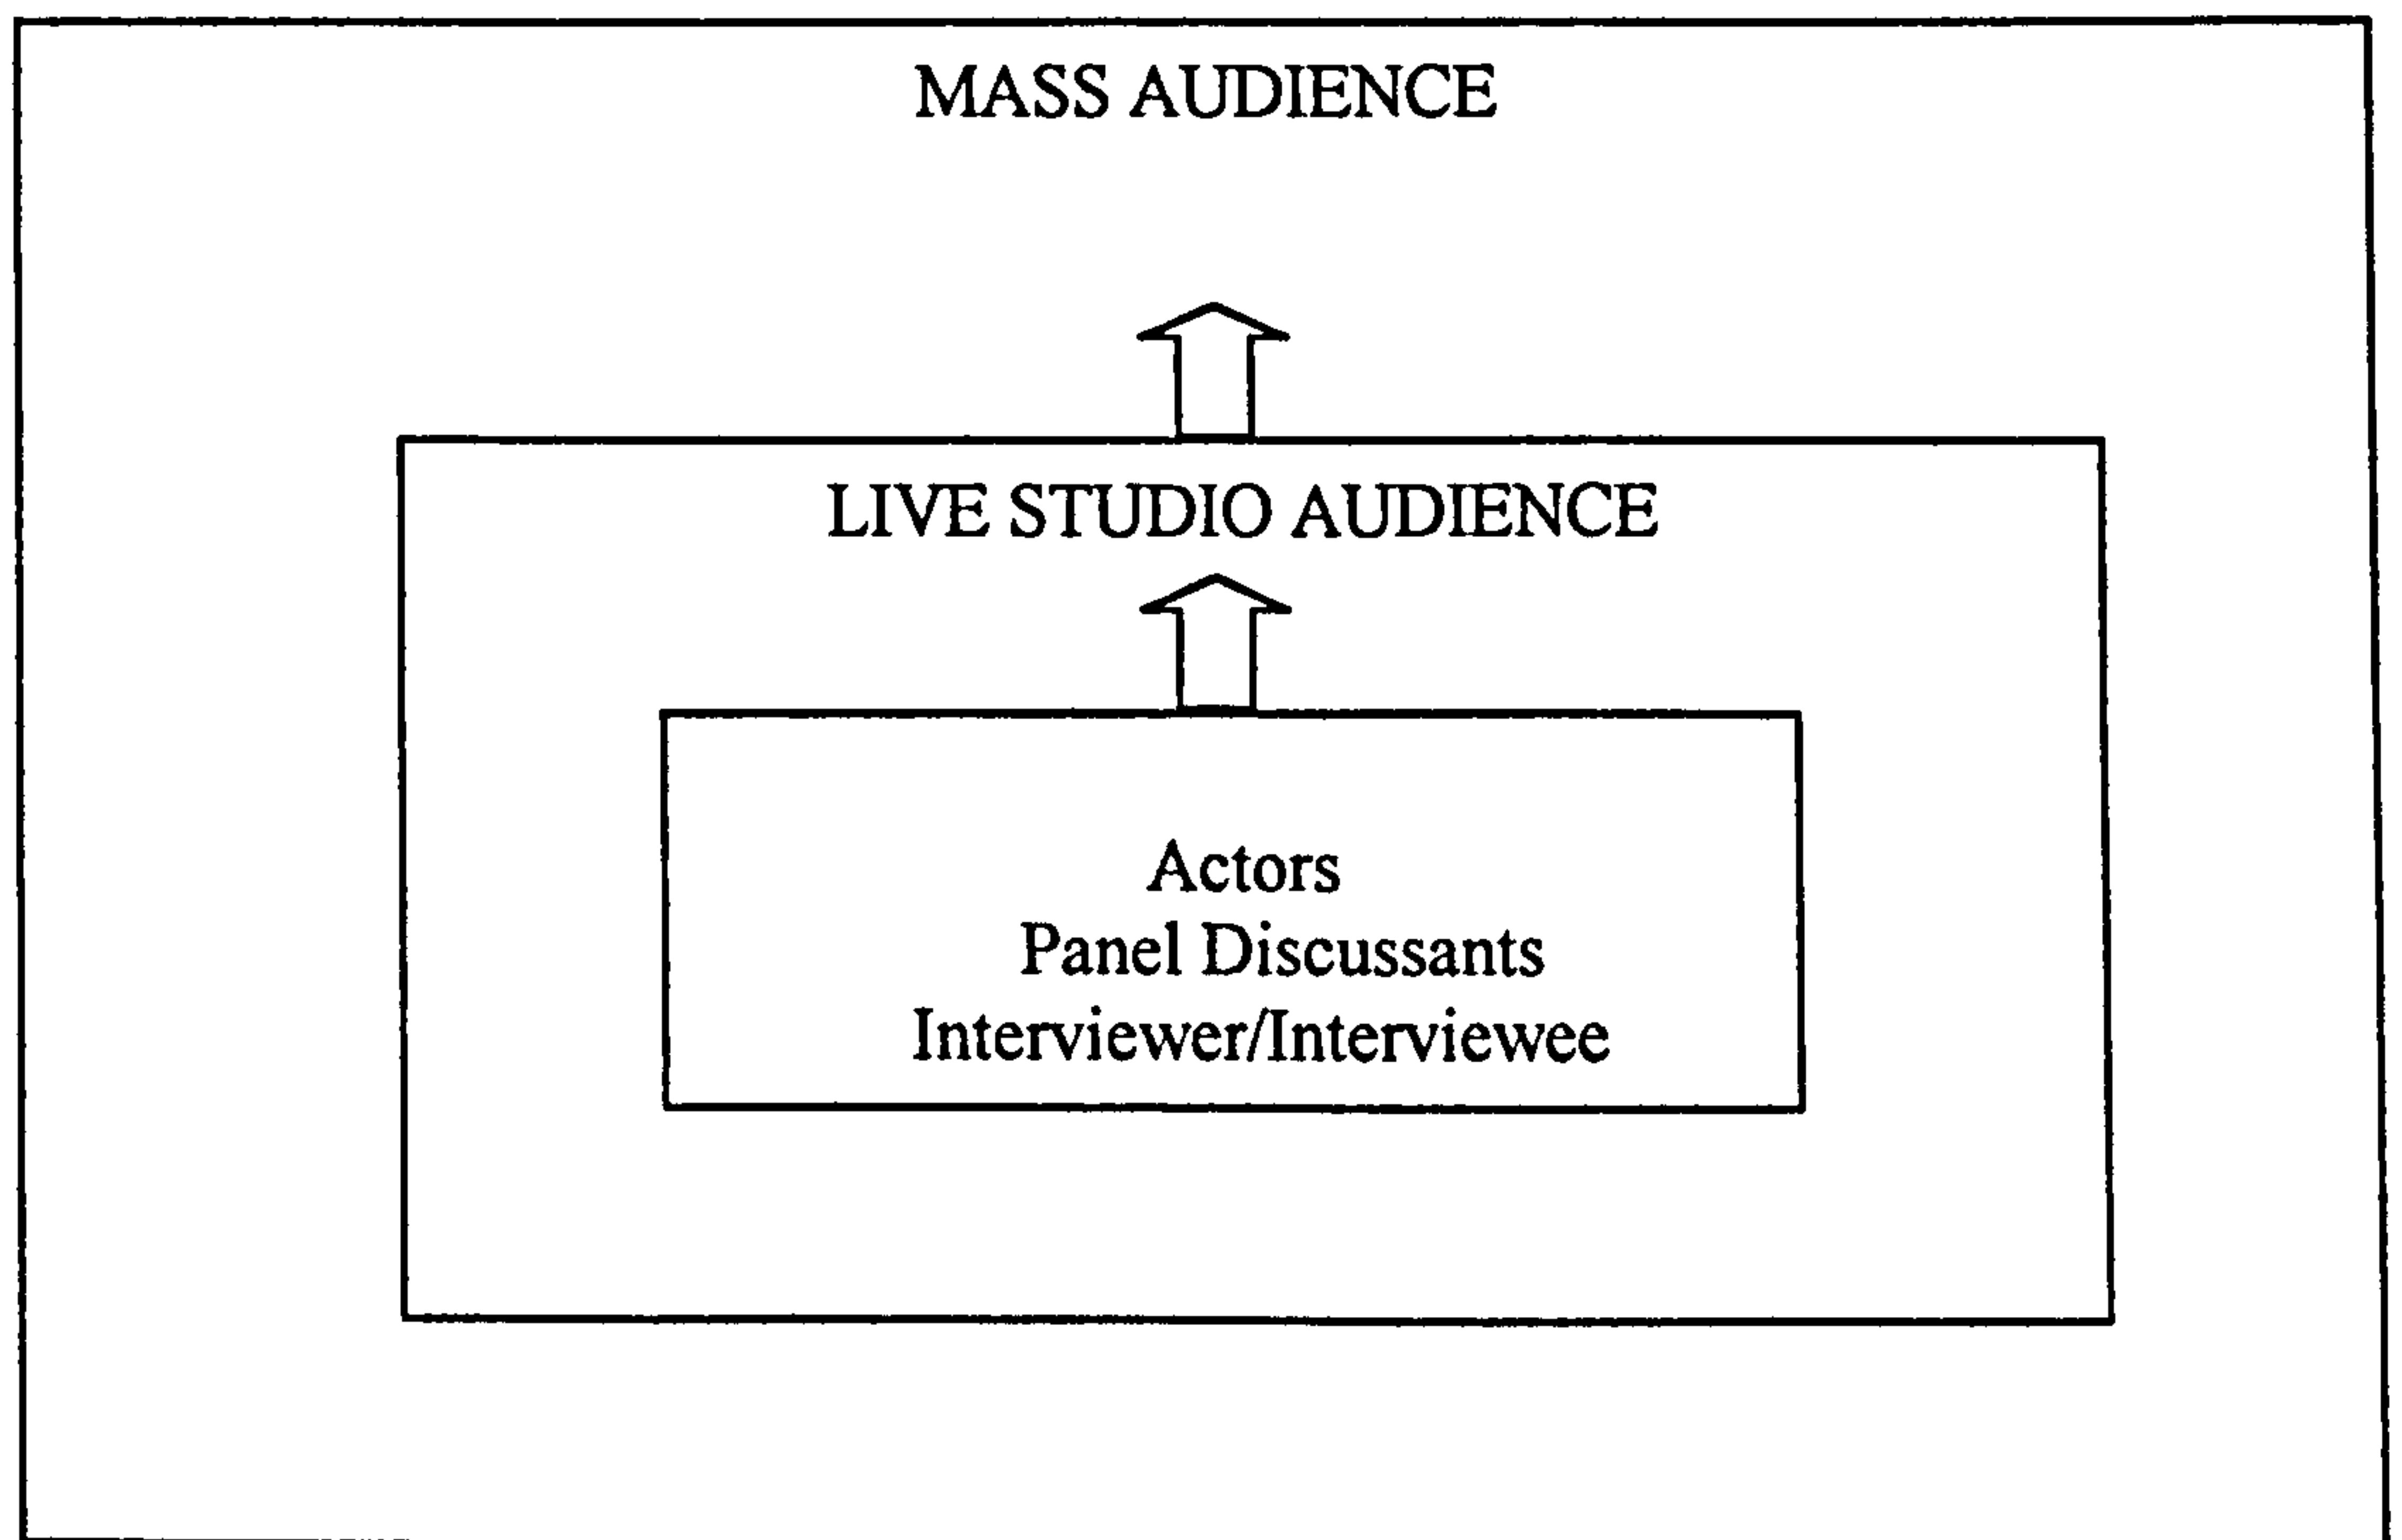 MASS AUDIENCE
LIVE STUDIO AUDIENCE
Actors
Panel Discussants
Interviewer/Interviewee